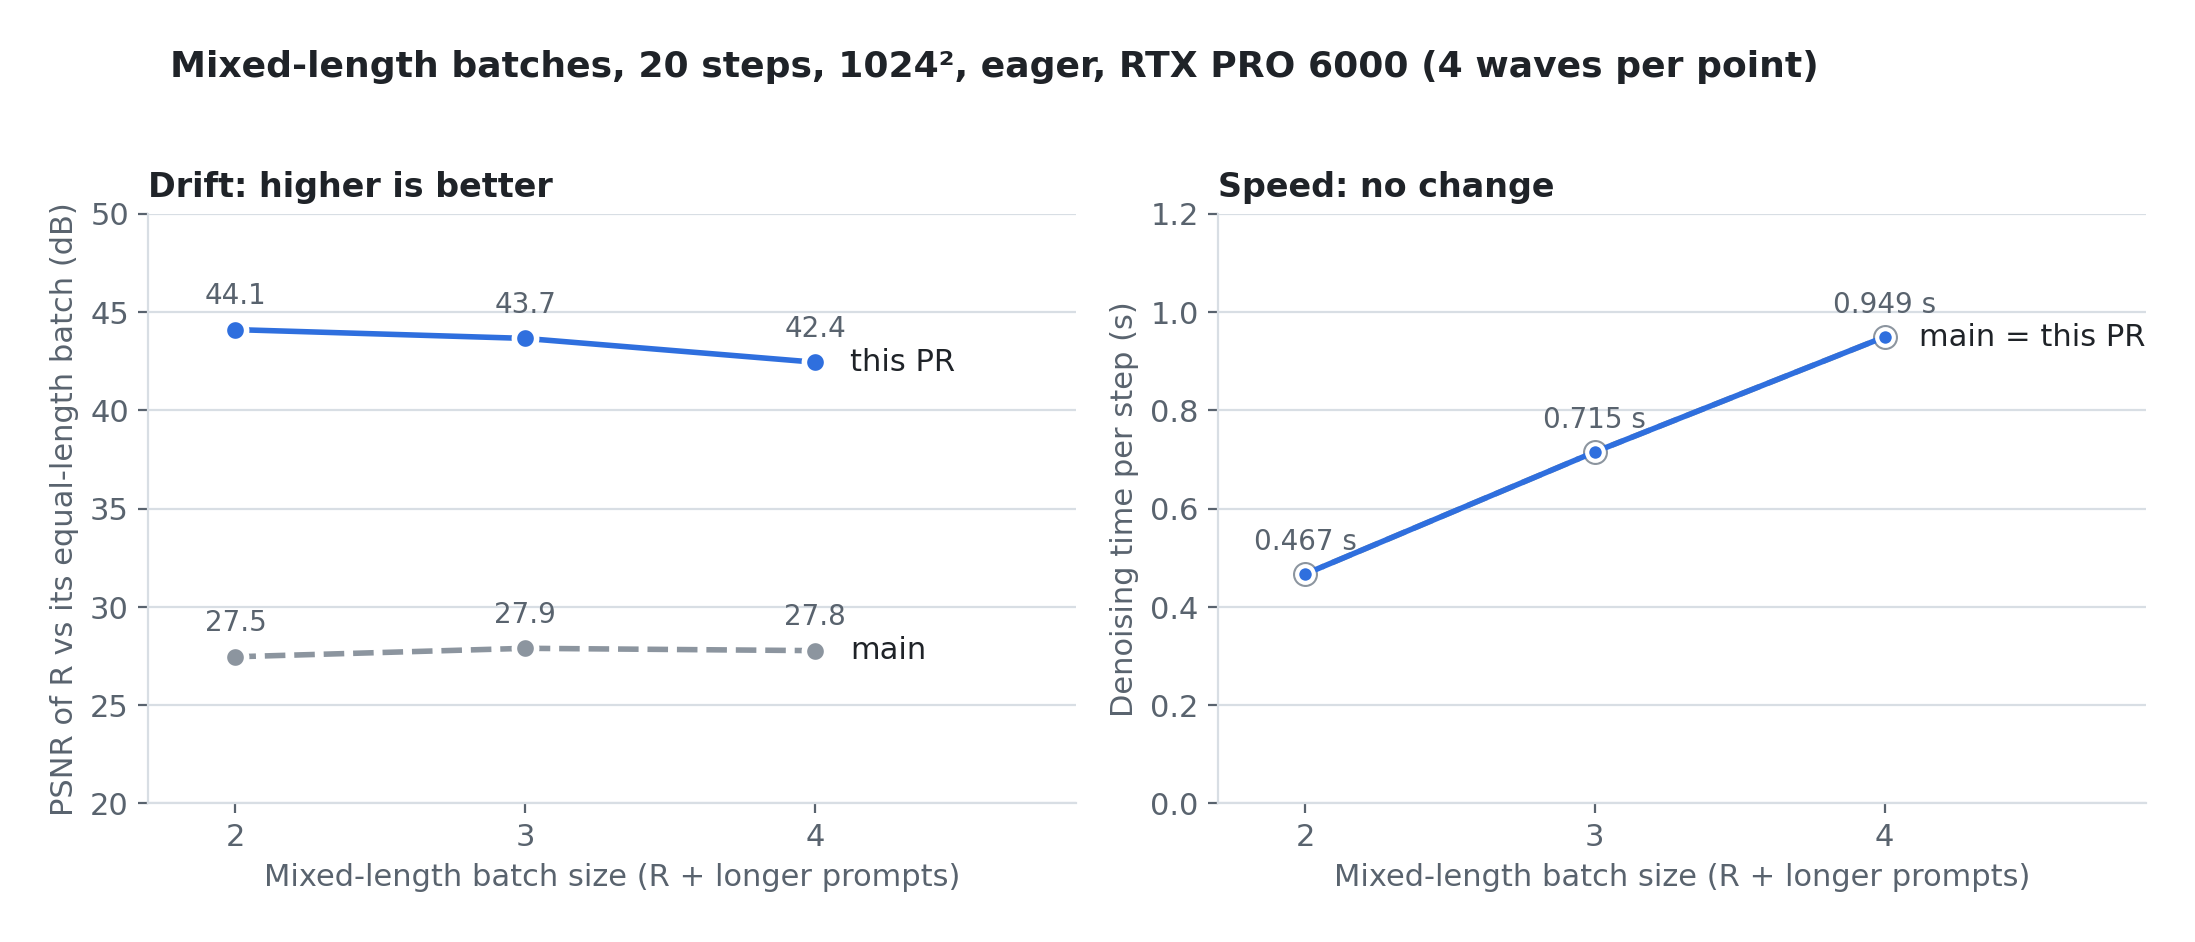 Mixed-length batches, 20 steps, 1024², eager, RTX PRO 6000 (4 waves per point)
Drift: higher is better
PSNR of R vs its equal-length batch (dB)
50
45
40
35
30
25
20
44.1
43.7
42.4
this PR
27.5
27.9
27.8
main
2
3
4
Mixed-length batch size (R + longer prompts)
Speed: no change
Denoising time per step (s)
1.2
1.0
0.8
0.6
0.4
0.2
0.0
0.467 s
0.715 s
0.949 s
main = this PR
2
3
4
Mixed-length batch size (R + longer prompts)